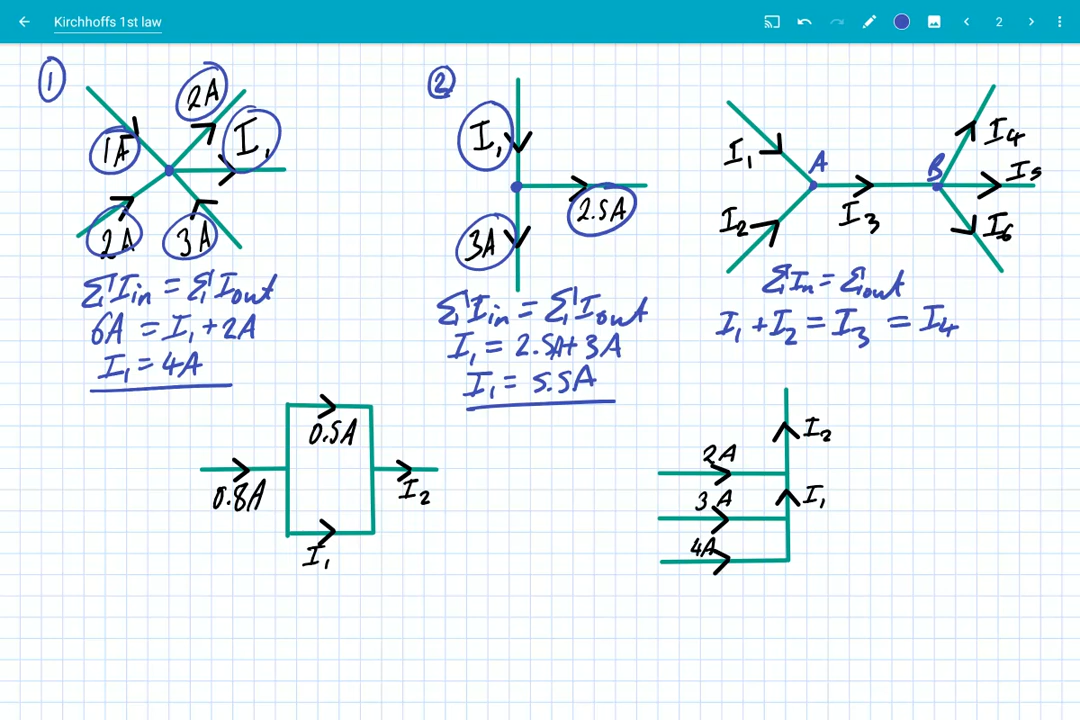 Kirchhoffs 1st law
2
1
2A
1A
I₁
2A
3A
ΣIin = ΣIout
6A = I₁ + 2A
I₁ = 4A
2
I₁
2.5A
3A
ΣIin = ΣIout
I₁ = 2.5A + 3A
I₁ = 5.5A
I₁
A
B
I₄
I₅
I₂
I₃
I₆
ΣIn = Σout
I₁ + I₂ = I₃ = I₄
0.5A
0.8A
I₂
I₁
I₂
2A
3A
I₁
4A